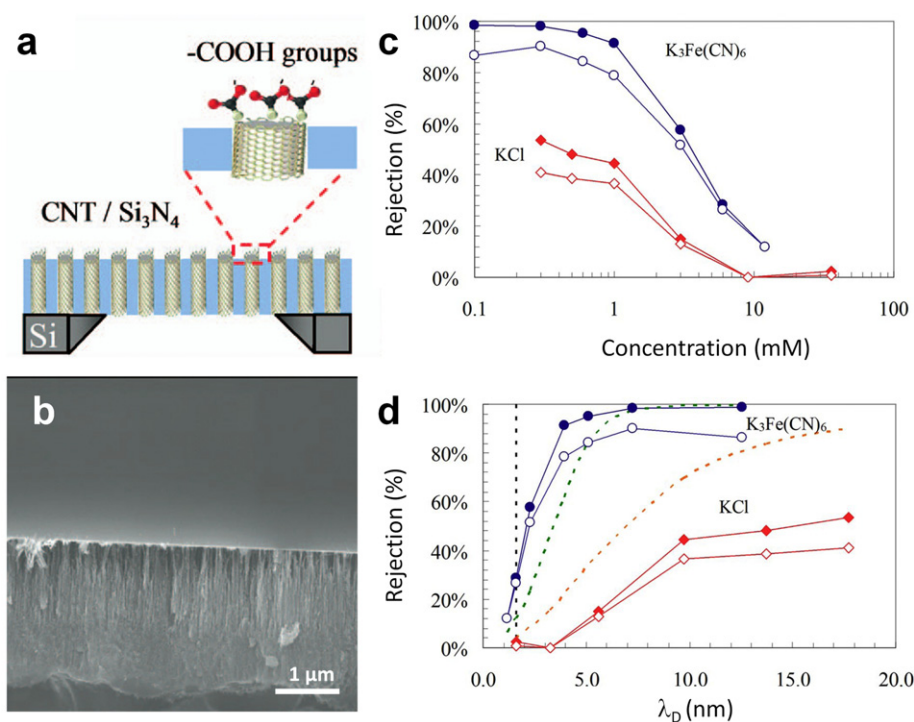 a
-COOH groups
CNT / Si₃N₄
Si
b
1 µm
c
100%
80%
60%
40%
20%
0%
Rejection (%)
K₃Fe(CN)₆
KCl
0.1
1
10
100
Concentration (mM)
d
100%
80%
60%
40%
20%
0%
Rejection (%)
K₃Fe(CN)₆
KCl
0.0
5.0
10.0
15.0
20.0
λ_D (nm)